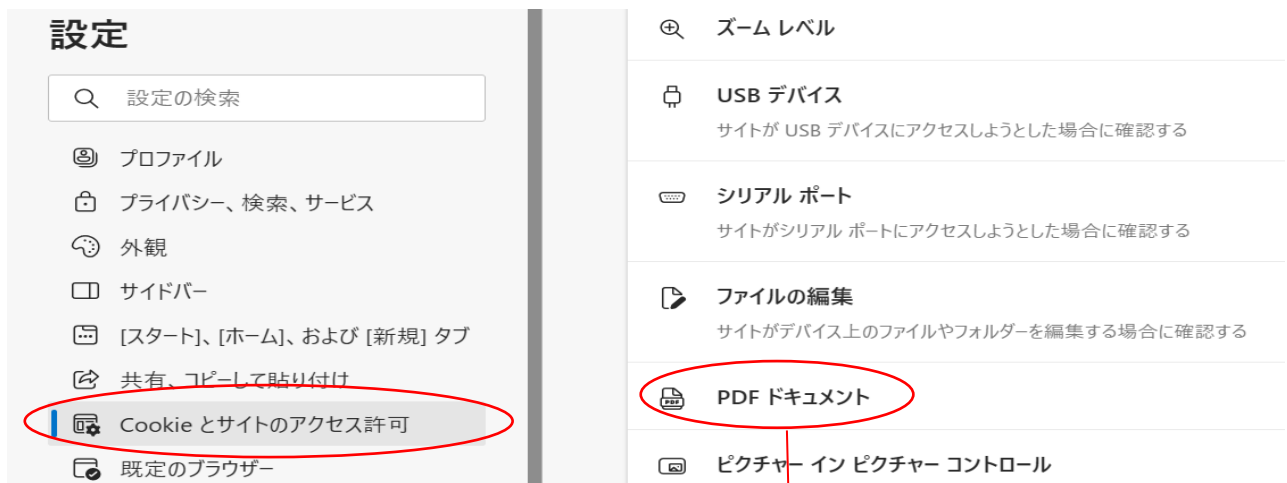 設定
設定の検索
プロファイル
プライバシー、検索、サービス
外観
サイドバー
[スタート]、[ホーム]、および [新規] タブ
共有、コピーして貼り付け
Cookie とサイトのアクセス許可
既定のブラウザー
ズーム レベル
USB デバイス
サイトが USB デバイスにアクセスしようとした場合に確認する
シリアル ポート
サイトがシリアル ポートにアクセスしようとした場合に確認する
ファイルの編集
サイトがデバイス上のファイルやフォルダーを編集する場合に確認する
PDF ドキュメント
ピクチャー イン ピクチャー コントロール